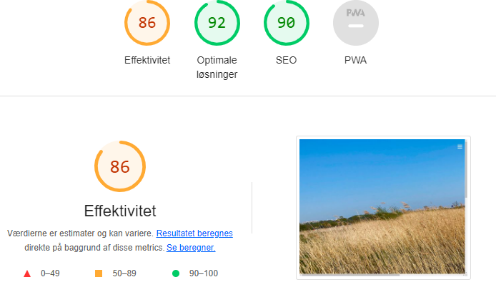 86
92
90
PWA
Effektivitet
Optimale
løsninger
SEO
PWA
86
Effektivitet
Værdierne er estimater og kan variere. Resultatet beregnes
direkte på baggrund af disse metrics. Se beregner.
0–49
50–89
90–100